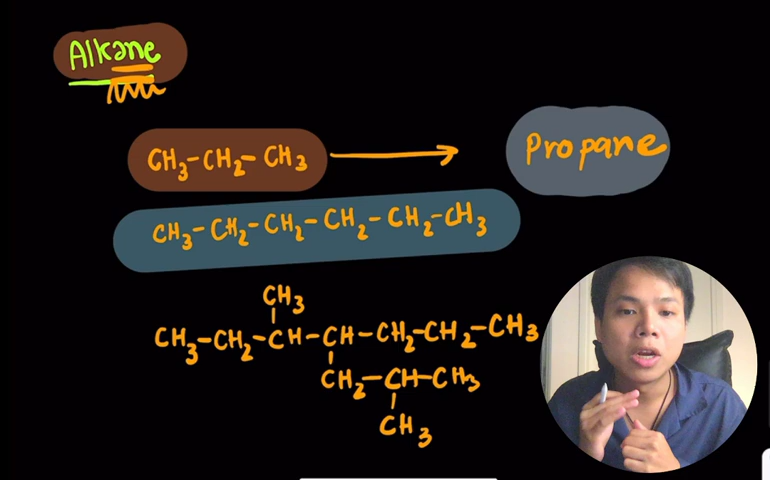 Alkane
CH₃-CH₂-CH₃ → Propane
CH₃-CH₂-CH₂-CH₂-CH₂-CH₃
CH₃
CH₃-CH₂-CH-CH-CH₂-CH₂-CH₃
CH₂-CH-CH₃
CH₃